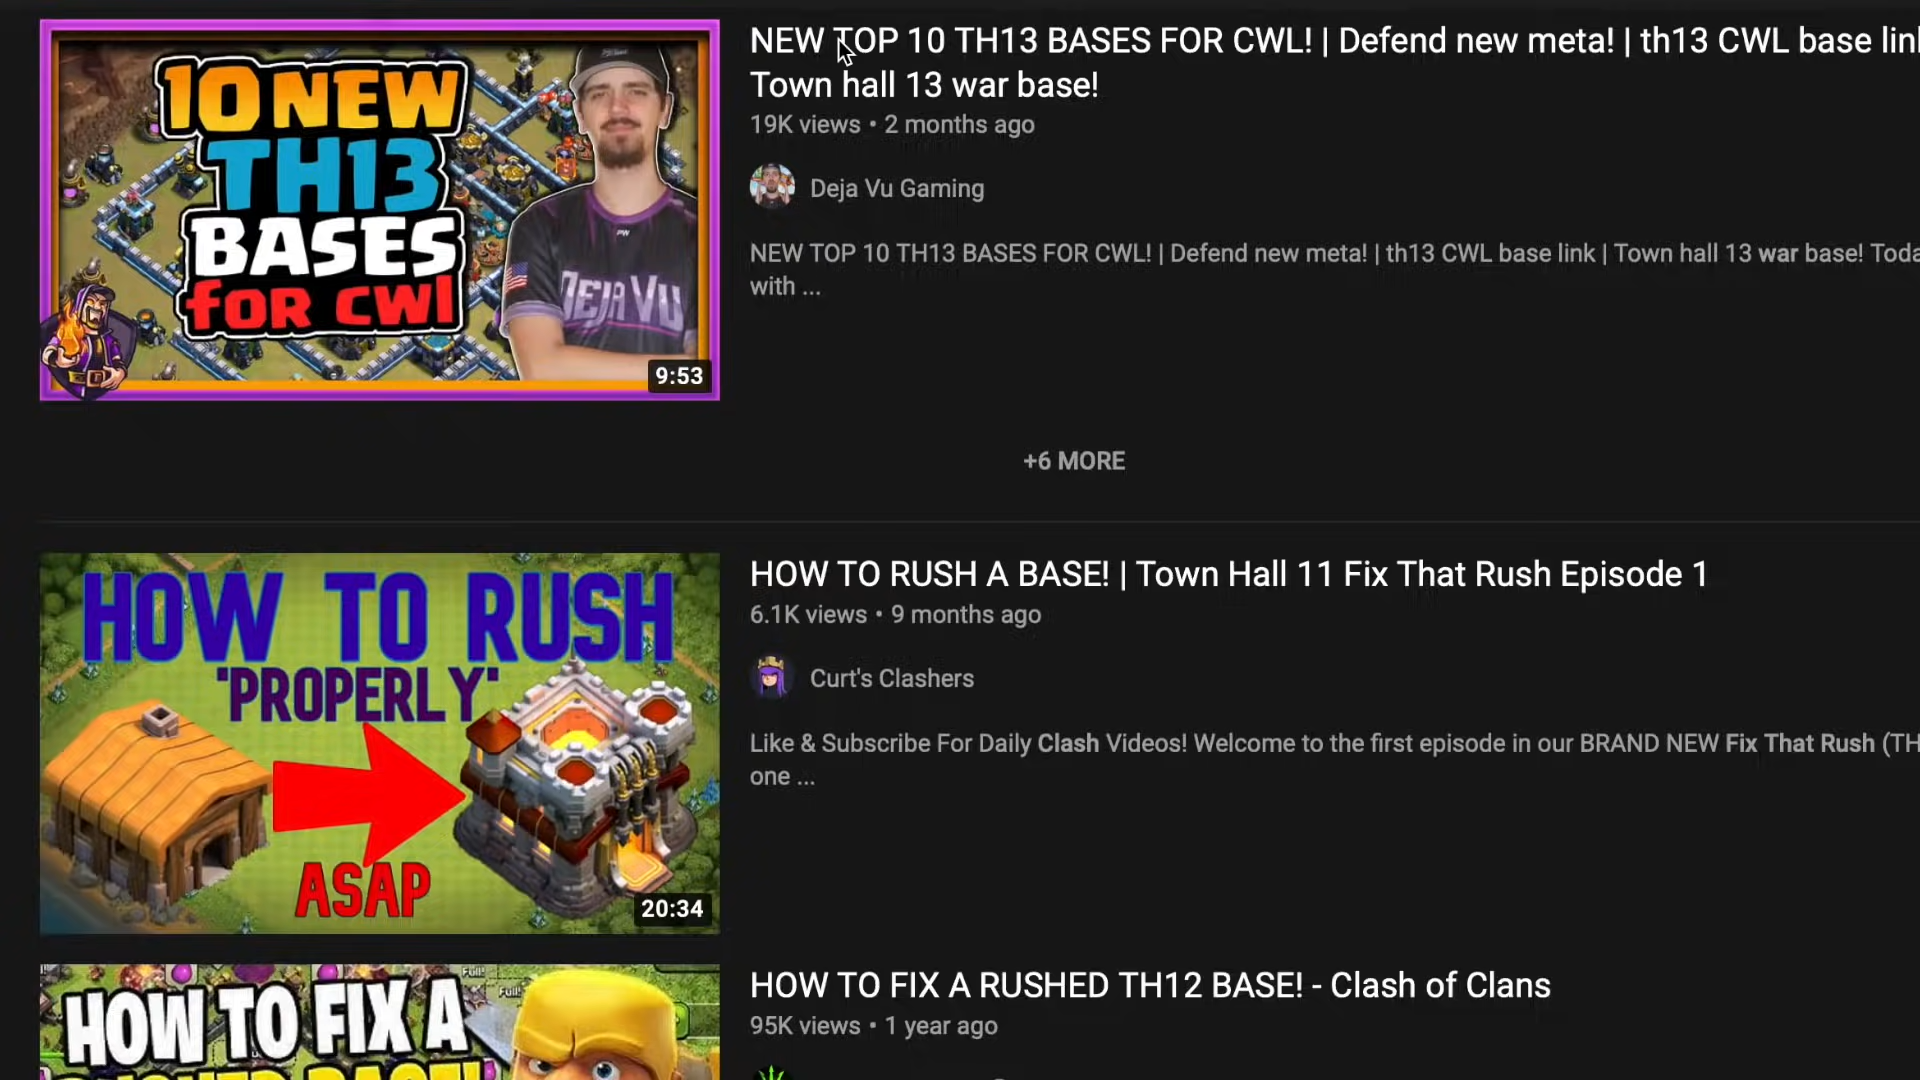 10 NEW
TH13
BASES
FOR CWL
DEJA VU
9:53
NEW TOP 10 TH13 BASES FOR CWL! | Defend new meta! | th13 CWL base link
Town hall 13 war base!
19K views • 2 months ago
Deja Vu Gaming
NEW TOP 10 TH13 BASES FOR CWL! | Defend new meta! | th13 CWL base link | Town hall 13 war base! Toda
with ...
+6 MORE
HOW TO RUSH
"PROPERLY"
ASAP
20:34
HOW TO RUSH A BASE! | Town Hall 11 Fix That Rush Episode 1
6.1K views • 9 months ago
Curt's Clashers
Like & Subscribe For Daily Clash Videos! Welcome to the first episode in our BRAND NEW Fix That Rush (TH
one ...
HOW TO FIX A
Full!
Full!
HOW TO FIX A RUSHED TH12 BASE! - Clash of Clans
95K views • 1 year ago